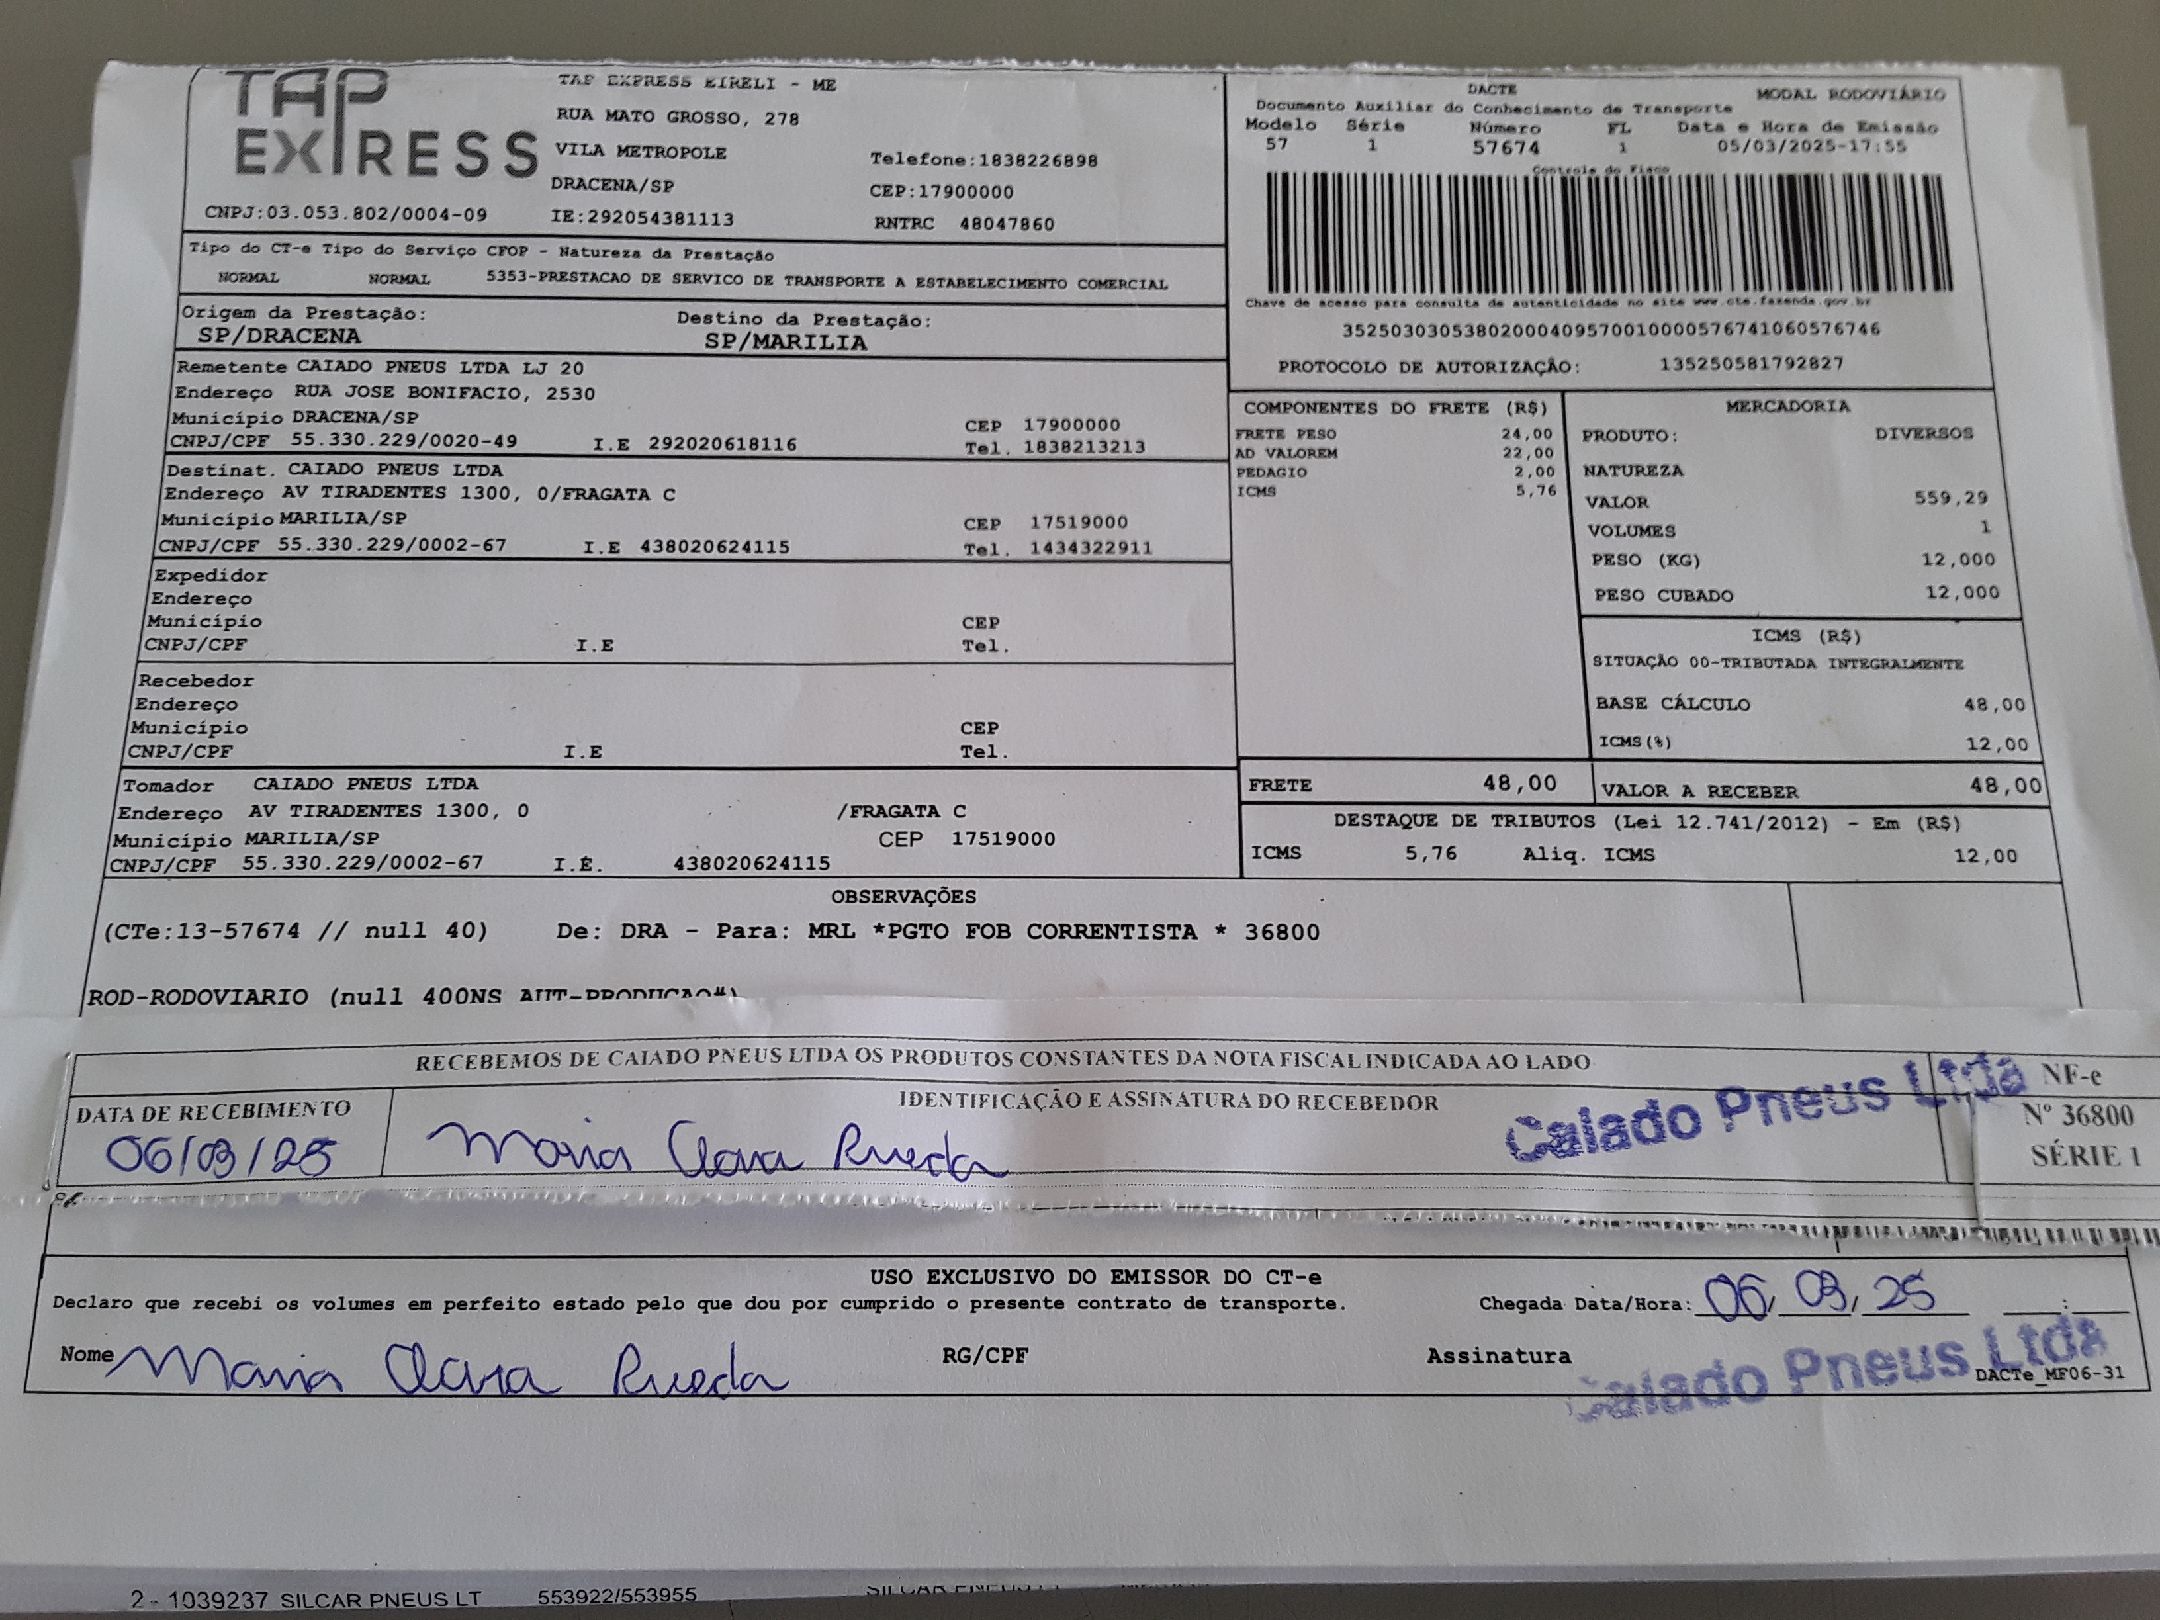 TAP EXPRESS
TAP EXPRESS EIRELI - ME
RUA MATO GROSSO, 278
VILA METROPOLE Telefone:1838226898
DRACENA/SP CEP:17900000
CNPJ:03.053.802/0004-09 IE:292054381113 RNTRC 48047860
DACTE MODAL RODOVIÁRIO
Documento Auxiliar do Conhecimento de Transporte
Modelo Série Número FL Data e Hora de Emissão
57 1 57674 1 05/03/2025-17:55
Controle do Fisco
Chave de acesso para consulta de autenticidade no site www.cte.fazenda.gov.br
35250303053802000409570010000576741060576746
PROTOCOLO DE AUTORIZAÇÃO: 135250581792827
Tipo do CT-e Tipo do Serviço CFOP - Natureza da Prestação
NORMAL NORMAL 5353-PRESTACAO DE SERVICO DE TRANSPORTE A ESTABELECIMENTO COMERCIAL
Origem da Prestação: Destino da Prestação:
SP/DRACENA SP/MARILIA
Remetente CAIADO PNEUS LTDA LJ 20
Endereço RUA JOSE BONIFACIO, 2530
Município DRACENA/SP CEP 17900000
CNPJ/CPF 55.330.229/0020-49 I.E 292020618116 Tel. 1838213213
Destinat. CAIADO PNEUS LTDA
Endereço AV TIRADENTES 1300, 0/FRAGATA C
Município MARILIA/SP CEP 17519000
CNPJ/CPF 55.330.229/0002-67 I.E 438020624115 Tel. 1434322911
Expedidor
Endereço
Município CEP
CNPJ/CPF I.E Tel.
Recebedor
Endereço
Município CEP
CNPJ/CPF I.E Tel.
Tomador CAIADO PNEUS LTDA
Endereço AV TIRADENTES 1300, 0 /FRAGATA C
Município MARILIA/SP CEP 17519000
CNPJ/CPF 55.330.229/0002-67 I.E. 438020624115
COMPONENTES DO FRETE (R$)
FRETE PESO 24,00
AD VALOREM 22,00
PEDAGIO 2,00
ICMS 5,76
MERCADORIA
PRODUTO: DIVERSOS
NATUREZA
VALOR 559,29
VOLUMES 1
PESO (KG) 12,000
PESO CUBADO 12,000
ICMS (R$)
SITUAÇÃO 00-TRIBUTADA INTEGRALMENTE
BASE CÁLCULO 48,00
ICMS(%) 12,00
FRETE 48,00 VALOR A RECEBER 48,00
DESTAQUE DE TRIBUTOS (Lei 12.741/2012) - Em (R$)
ICMS 5,76 Aliq. ICMS 12,00
OBSERVAÇÕES
(CTe:13-57674 // null 40) De: DRA - Para: MRL *PGTO FOB CORRENTISTA * 36800
ROD-RODOVIARIO (null 400NS AUT-PRODUCAO#)
RECEBEMOS DE CAIADO PNEUS LTDA OS PRODUTOS CONSTANTES DA NOTA FISCAL INDICADA AO LADO
DATA DE RECEBIMENTO IDENTIFICAÇÃO E ASSINATURA DO RECEBEDOR
06/03/25 Maria Clara Rueda Caiado Pneus Ltda
NF-e
Nº 36800
SÉRIE 1
USO EXCLUSIVO DO EMISSOR DO CT-e
Declaro que recebi os volumes em perfeito estado pelo que dou por cumprido o presente contrato de transporte. Chegada Data/Hora: 06/03/25 __:__
Nome Maria Clara Rueda RG/CPF Assinatura Caiado Pneus Ltda
DACTe_MF06-31
2 - 1039237 SILCAR PNEUS LT 553922/553955